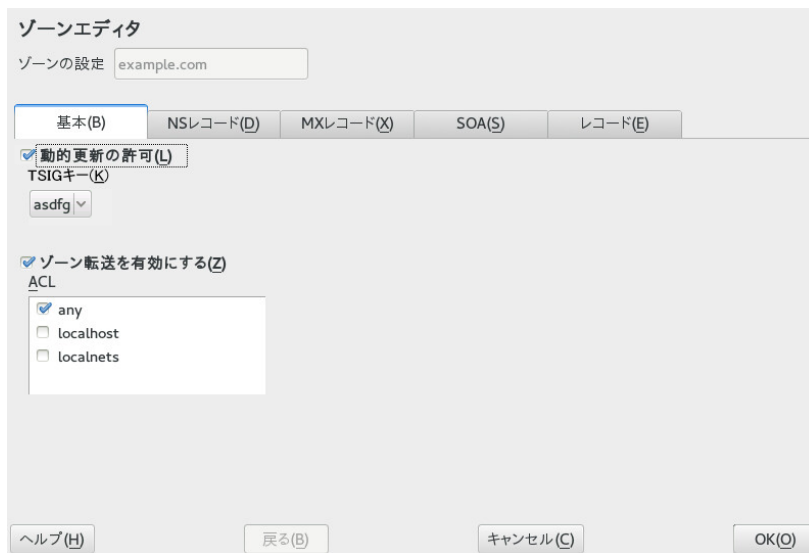 ゾーンエディタ
ゾーンの設定 example.com
基本(B) NSレコード(D) MXレコード(X) SOA(S) レコード(E)
動的更新の許可(L)
TSIGキー(K)
asdfg
ゾーン転送を有効にする(Z)
ACL
any
localhost
localnets
ヘルプ(H) 戻る(B) キャンセル(C) OK(O)